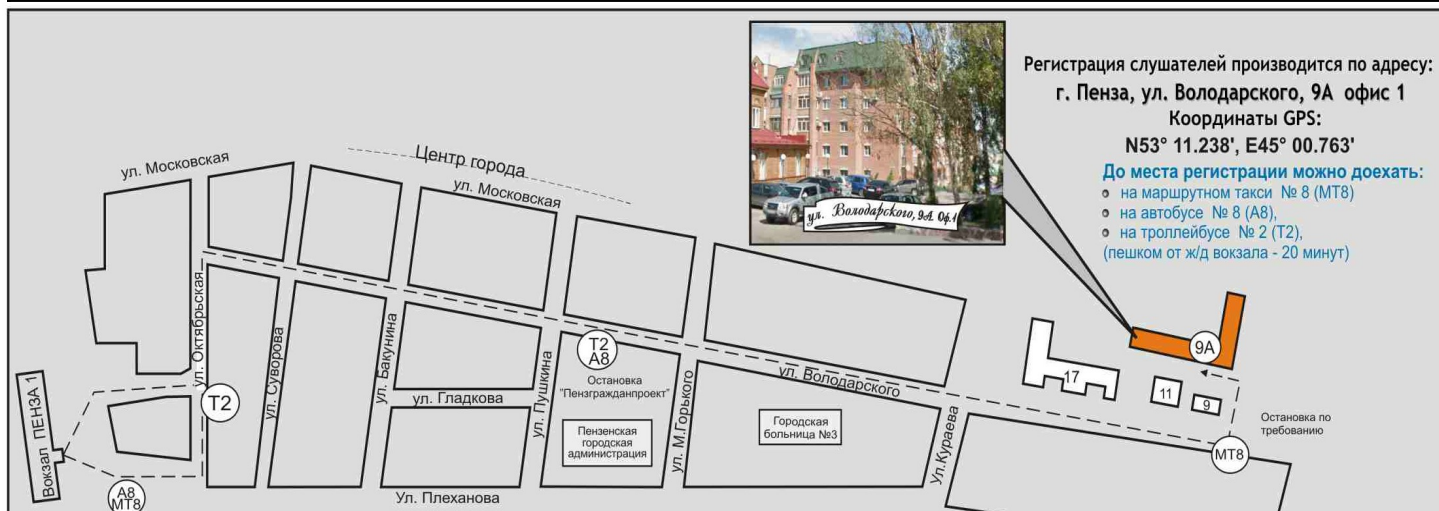 Регистрация слушателей производится по адресу:
г. Пенза, ул. Володарского, 9А офис 1
Координаты GPS:
N53° 11.238', E45° 00.763'
До места регистрации можно доехать:
на маршрутном такси № 8 (МТ8)
на автобусе № 8 (А8),
на троллейбусе № 2 (Т2),
(пешком от ж/д вокзала - 20 минут)
ул. Володарского, 9А. Оф.1
Центр города
ул. Московская
ул. Московская
ул. Октябрьская
ул. Суворова
ул. Бакунина
ул. Пушкина
ул. М.Горького
ул. Володарского
Ул.Кураева
ул. Гладкова
Ул. Плеханова
Вокзал ПЕНЗА 1
Т2
А8
МТ8
Т2
А8
Остановка
"Пензгражданпроект"
Пензенская
городская
администрация
Городская
больница №3
17
11
9
9А
Остановка по
требованию
МТ8